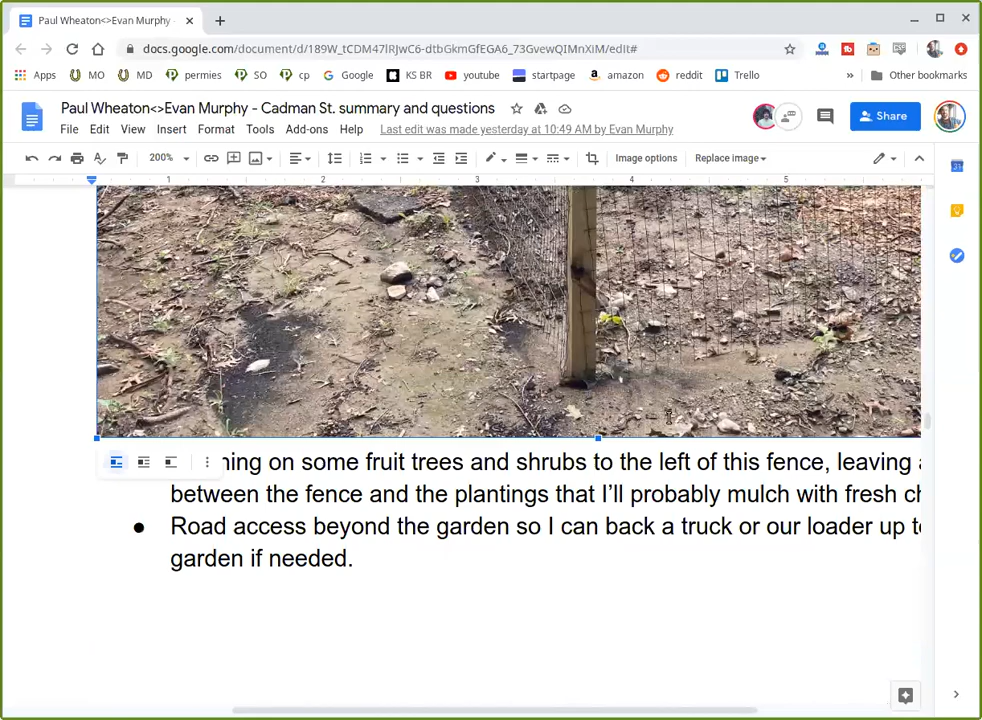 Paul Wheaton<>Evan Murphy -
docs.google.com/document/d/189W_tCDM47lRJwC6-dtbGkmGfEGA6_73GvewQIMnXiM/edit#
Apps MO MD permies SO cp Google KS BR youtube startpage amazon reddit Trello » Other bookmarks
Paul Wheaton<>Evan Murphy - Cadman St. summary and questions
File Edit View Insert Format Tools Add-ons Help Last edit was made yesterday at 10:49 AM by Evan Murphy
Share
200% Image options Replace image
1 2 3 4 5
ning on some fruit trees and shrubs to the left of this fence, leaving
between the fence and the plantings that I'll probably mulch with fresh
● Road access beyond the garden so I can back a truck or our loader up
garden if needed.